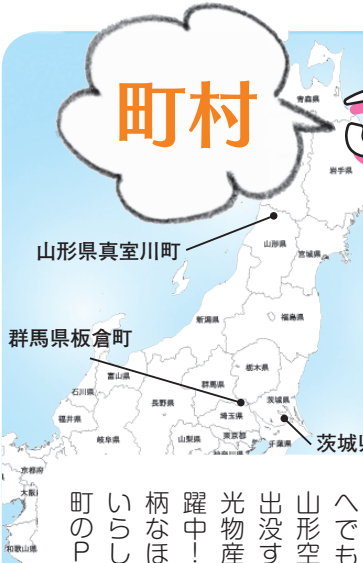 町村
青森県
岩手県
山形県真室川町
山形県
宮城県
新潟県
福島県
群馬県板倉町
栃木県
富山県
群馬県
石川県
長野県
茨城県
埼玉県
福井県
岐阜県
山梨県
東京都
千葉県
茨城
京都府
和歌山県
へでも
山形空
出没す
光物産
躍中！
柄なほ
いらし
町のP